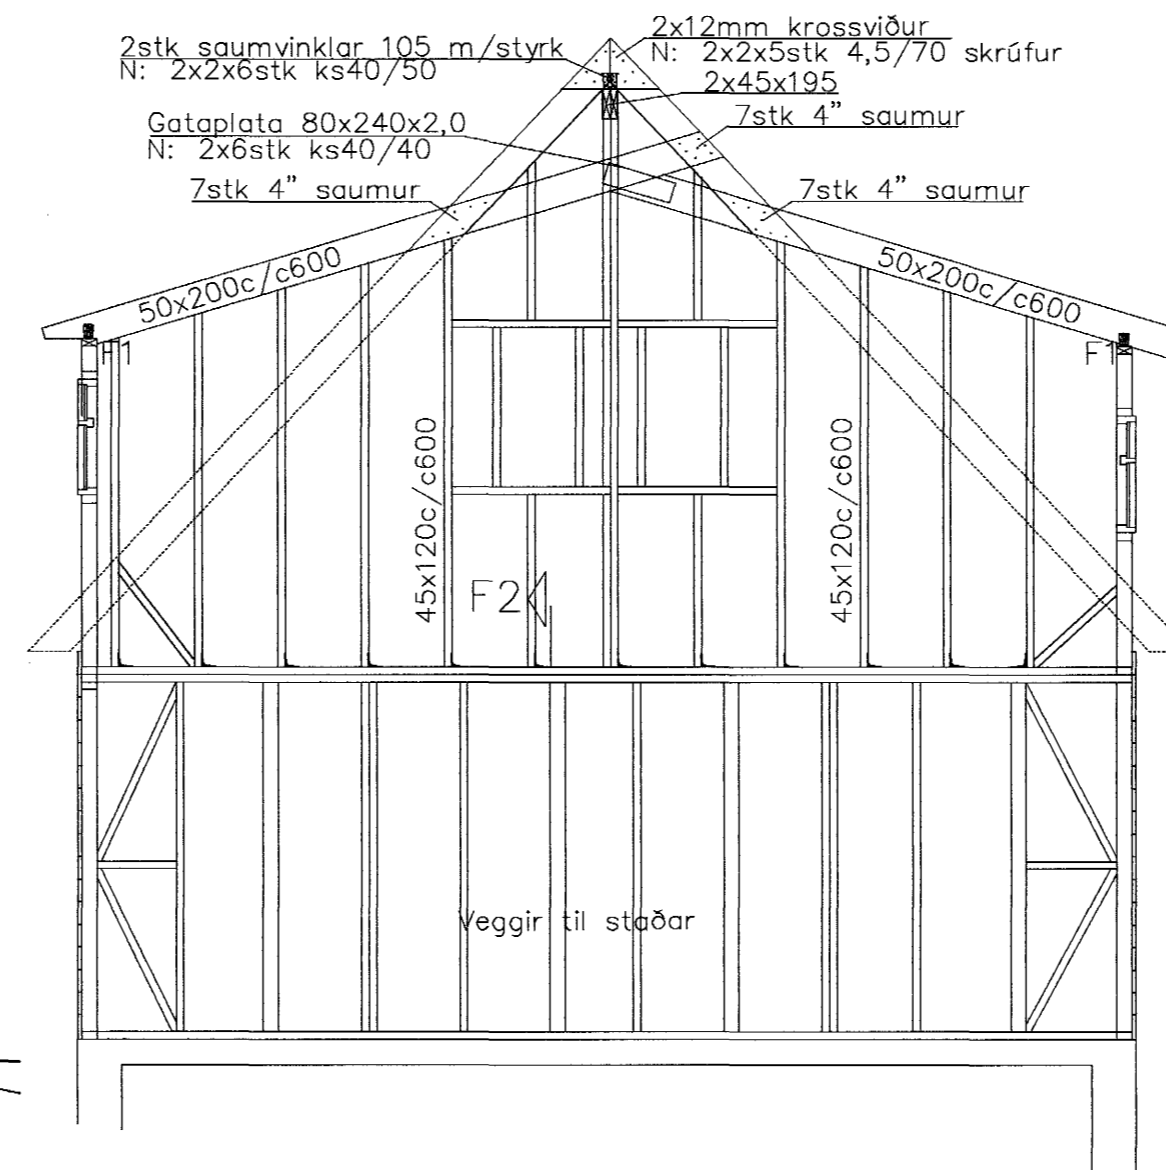 2stk saumvinklar 105 m/styrk
N: 2x2x6stk ks40/50
2x12mm krossviður
N: 2x2x5stk 4,5/70 skrúfur
2x45x195
Gataplata 80x240x2,0
N: 2x6stk ks40/40
7stk 4" saumur
7stk 4" saumur
7stk 4" saumur
50x200c/c600
50x200c/c600
F1
45x120c/c600
45x120c/c600
F2
Veggir til staðar